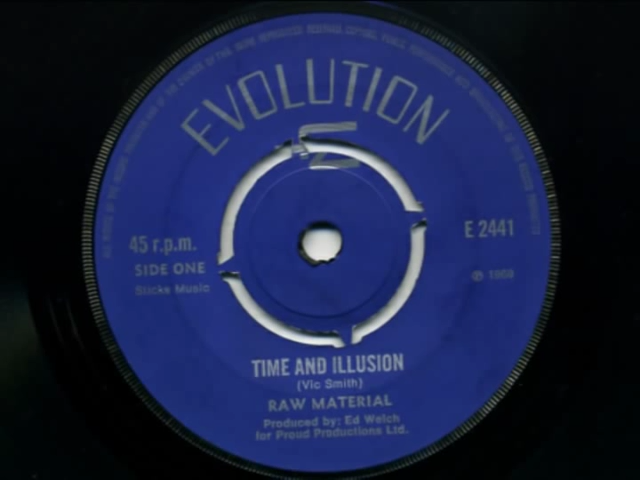 EVOLUTION
45 r.p.m.
SIDE ONE
Sticks Music
E 2441
℗ 1969
TIME AND ILLUSION
(Vic Smith)
RAW MATERIAL
Produced by: Ed Welch
for Proud Productions Ltd.